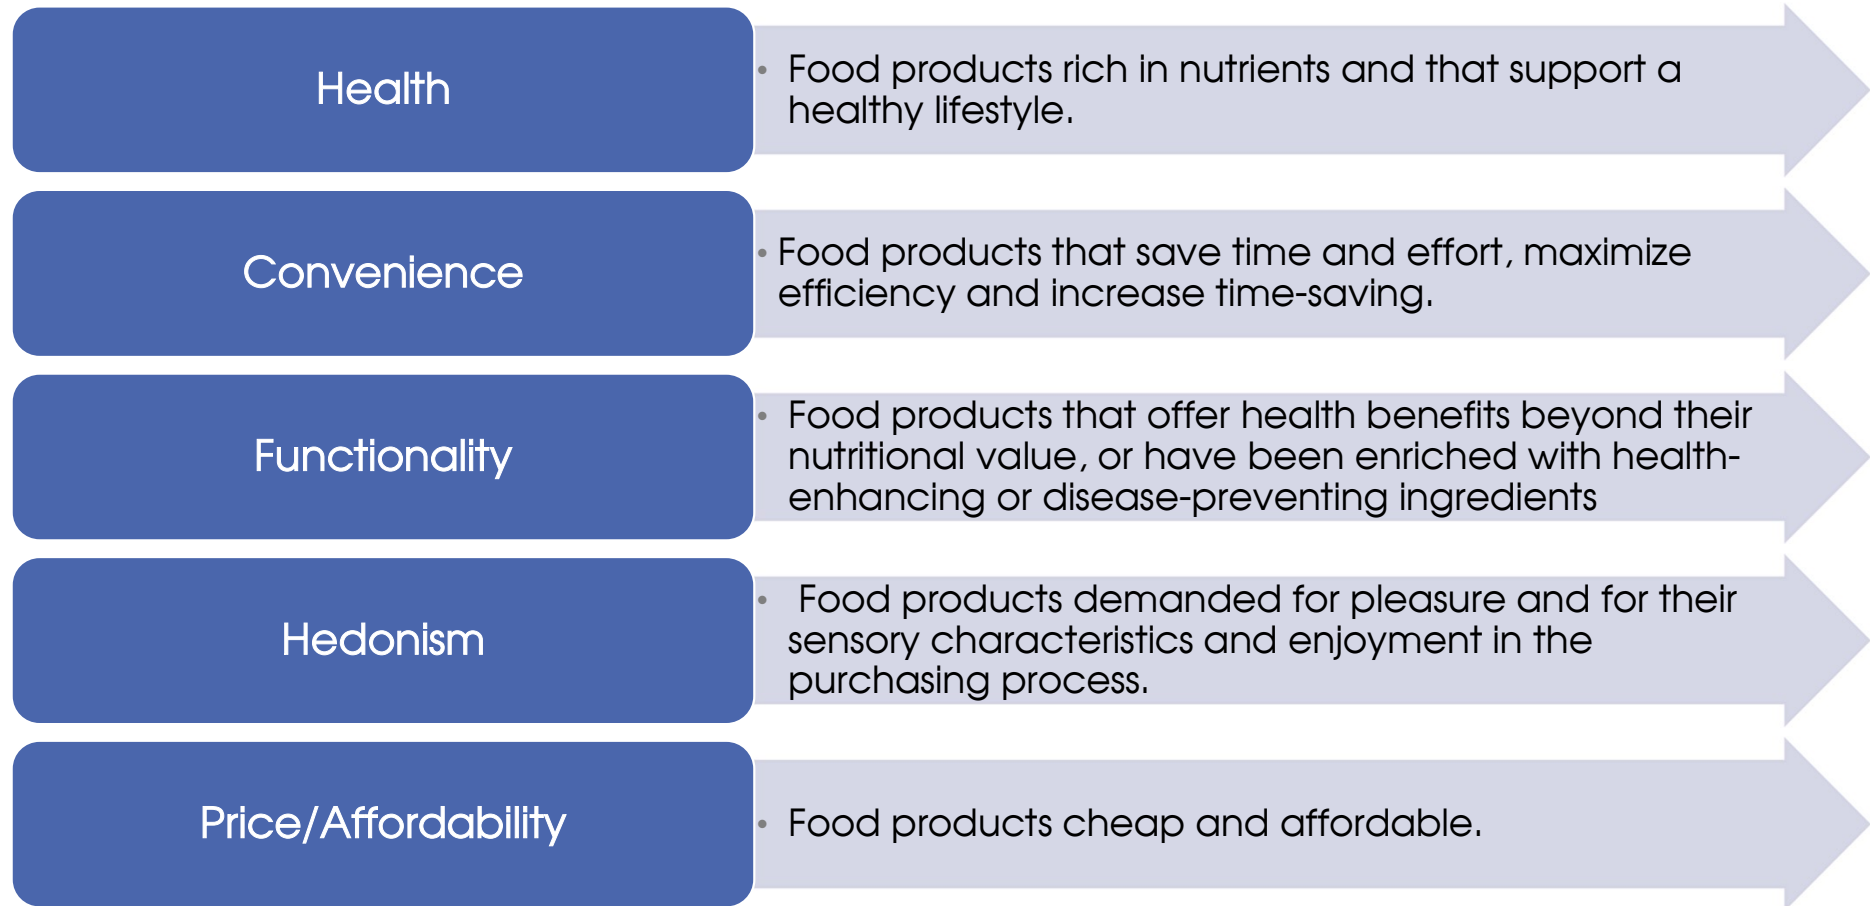 Health
• Food products rich in nutrients and that support a
healthy lifestyle.
Convenience
• Food products that save time and effort, maximize
efficiency and increase time-saving.
Functionality
• Food products that offer health benefits beyond their
nutritional value, or have been enriched with health-
enhancing or disease-preventing ingredients
Hedonism
• Food products demanded for pleasure and for their
sensory characteristics and enjoyment in the
purchasing process.
Price/Affordability
• Food products cheap and affordable.